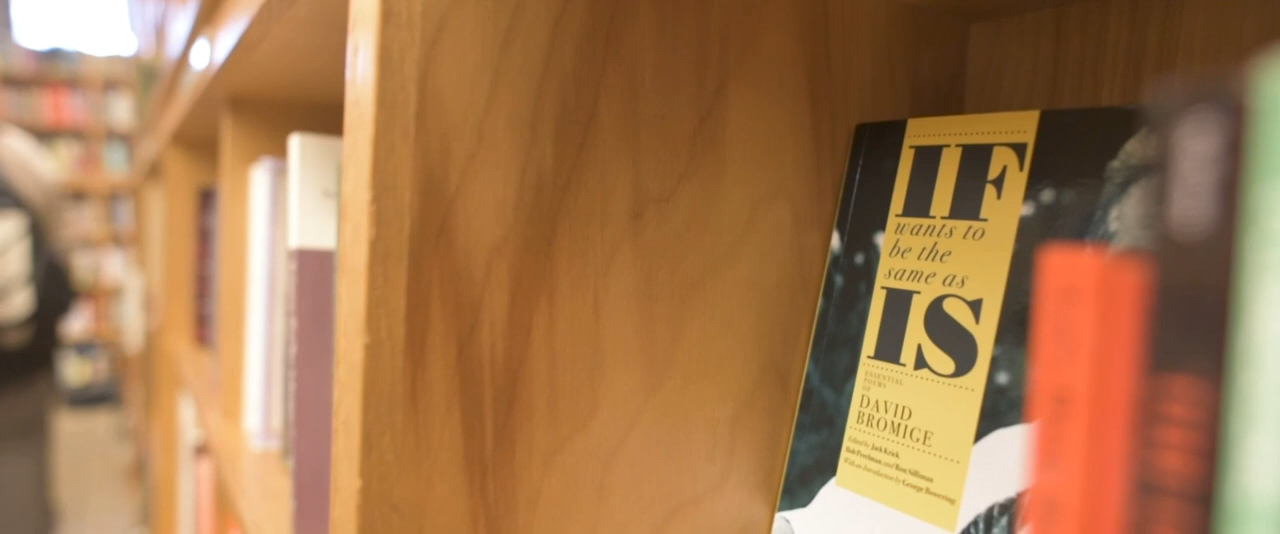 IF
wants to
be the
same as
IS
ESSENTIAL
POEMS
OF
DAVID
BROMIGE
Edited by Jack Krick,
Bob Perelman, and Ron Silliman
With an Introduction by George Bowering